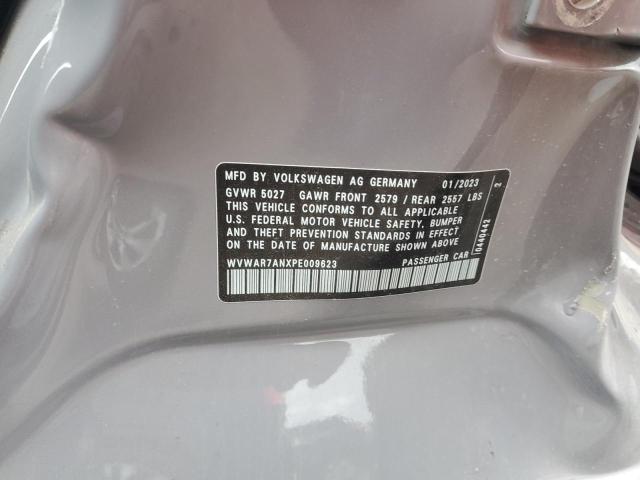 MFD BY VOLKSWAGEN AG GERMANY 01/2023
GVWR 5027 GAWR FRONT 2579 / REAR 2557 LBS
THIS VEHICLE CONFORMS TO ALL APPLICABLE
U.S. FEDERAL MOTOR VEHICLE SAFETY, BUMPER
AND THEFT PREVENTION STANDARDS IN EFFECT
ON THE DATE OF MANUFACTURE SHOWN ABOVE.
WVWAR7ANXPE009623 PASSENGER CAR
0440442 2